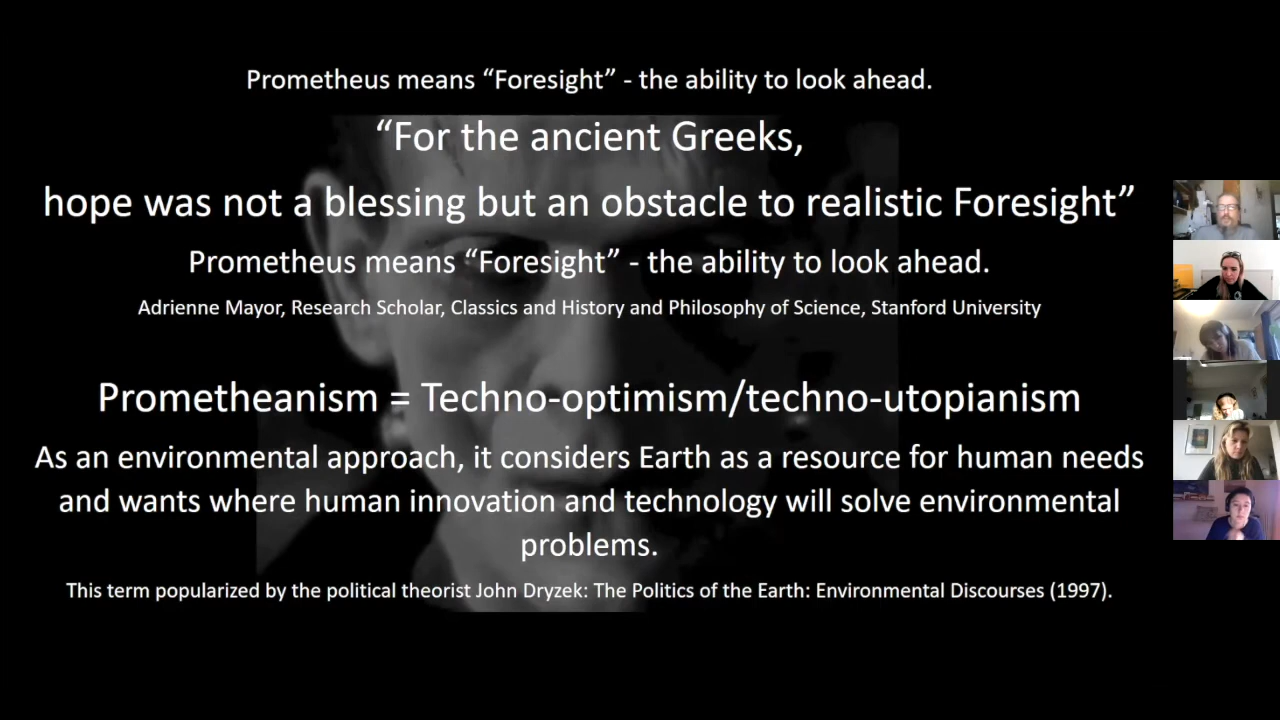 Prometheus means “Foresight” - the ability to look ahead.
“For the ancient Greeks,
hope was not a blessing but an obstacle to realistic Foresight”
Prometheus means “Foresight” - the ability to look ahead.
Adrienne Mayor, Research Scholar, Classics and History and Philosophy of Science, Stanford University
Prometheanism = Techno-optimism/techno-utopianism
As an environmental approach, it considers Earth as a resource for human needs
and wants where human innovation and technology will solve environmental
problems.
This term popularized by the political theorist John Dryzek: The Politics of the Earth: Environmental Discourses (1997).